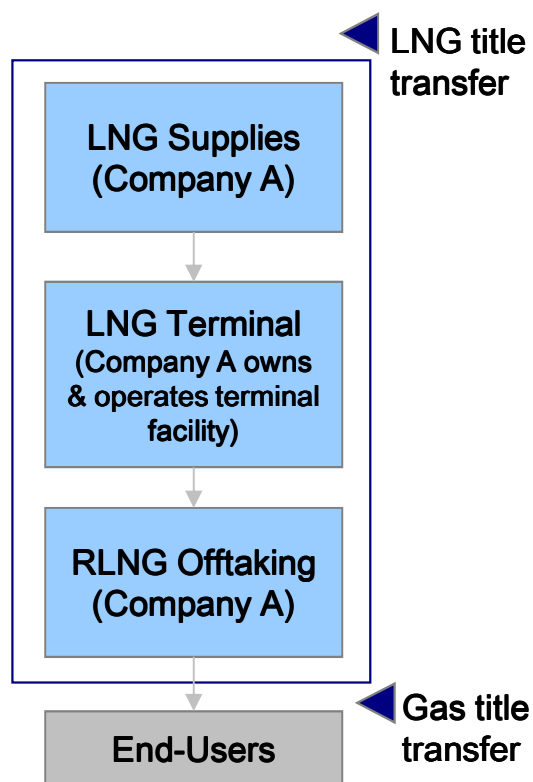 LNG title
transfer
LNG Supplies
(Company A)
LNG Terminal
(Company A owns
& operates terminal
facility)
RLNG Offtaking
(Company A)
Gas title
transfer
End-Users